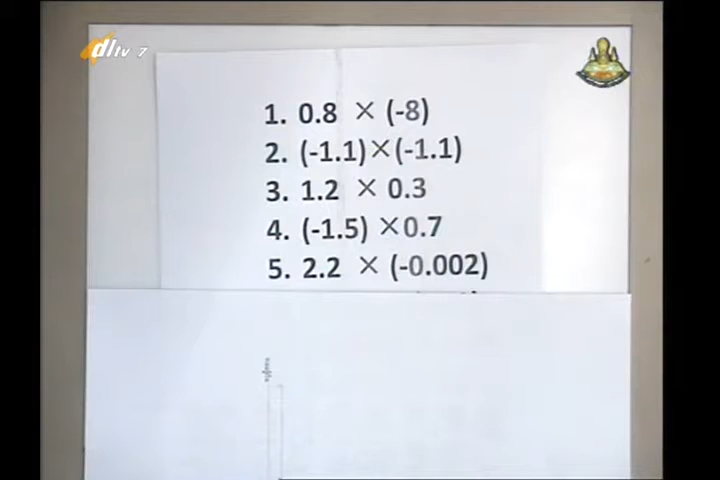 dltv 7
1. 0.8 × (-8)
2. (-1.1)×(-1.1)
3. 1.2 × 0.3
4. (-1.5) ×0.7
5. 2.2 × (-0.002)